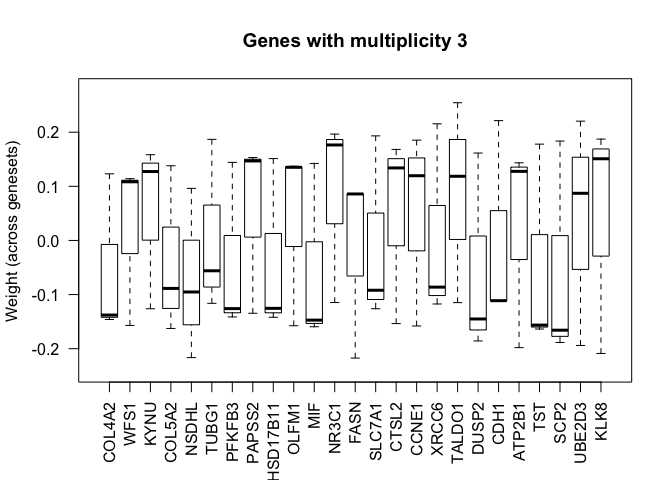 Genes with multiplicity 3
Weight (across genesets)
0.2
0.1
0.0
-0.1
-0.2
COL4A2
WFS1
KYNU
COL5A2
NSDHL
TUBG1
PFKFB3
PAPSS2
HSD17B11
OLFM1
MIF
NR3C1
FASN
SLC7A1
CTSL2
CCNE1
XRCC6
TALDO1
DUSP2
CDH1
ATP2B1
TST
SCP2
UBE2D3
KLK8